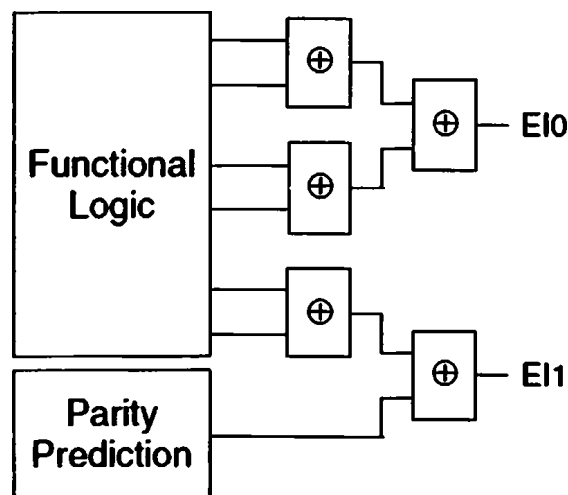 Functional
Logic
Parity
Prediction
⊕
⊕
⊕
⊕
⊕
EI0
EI1